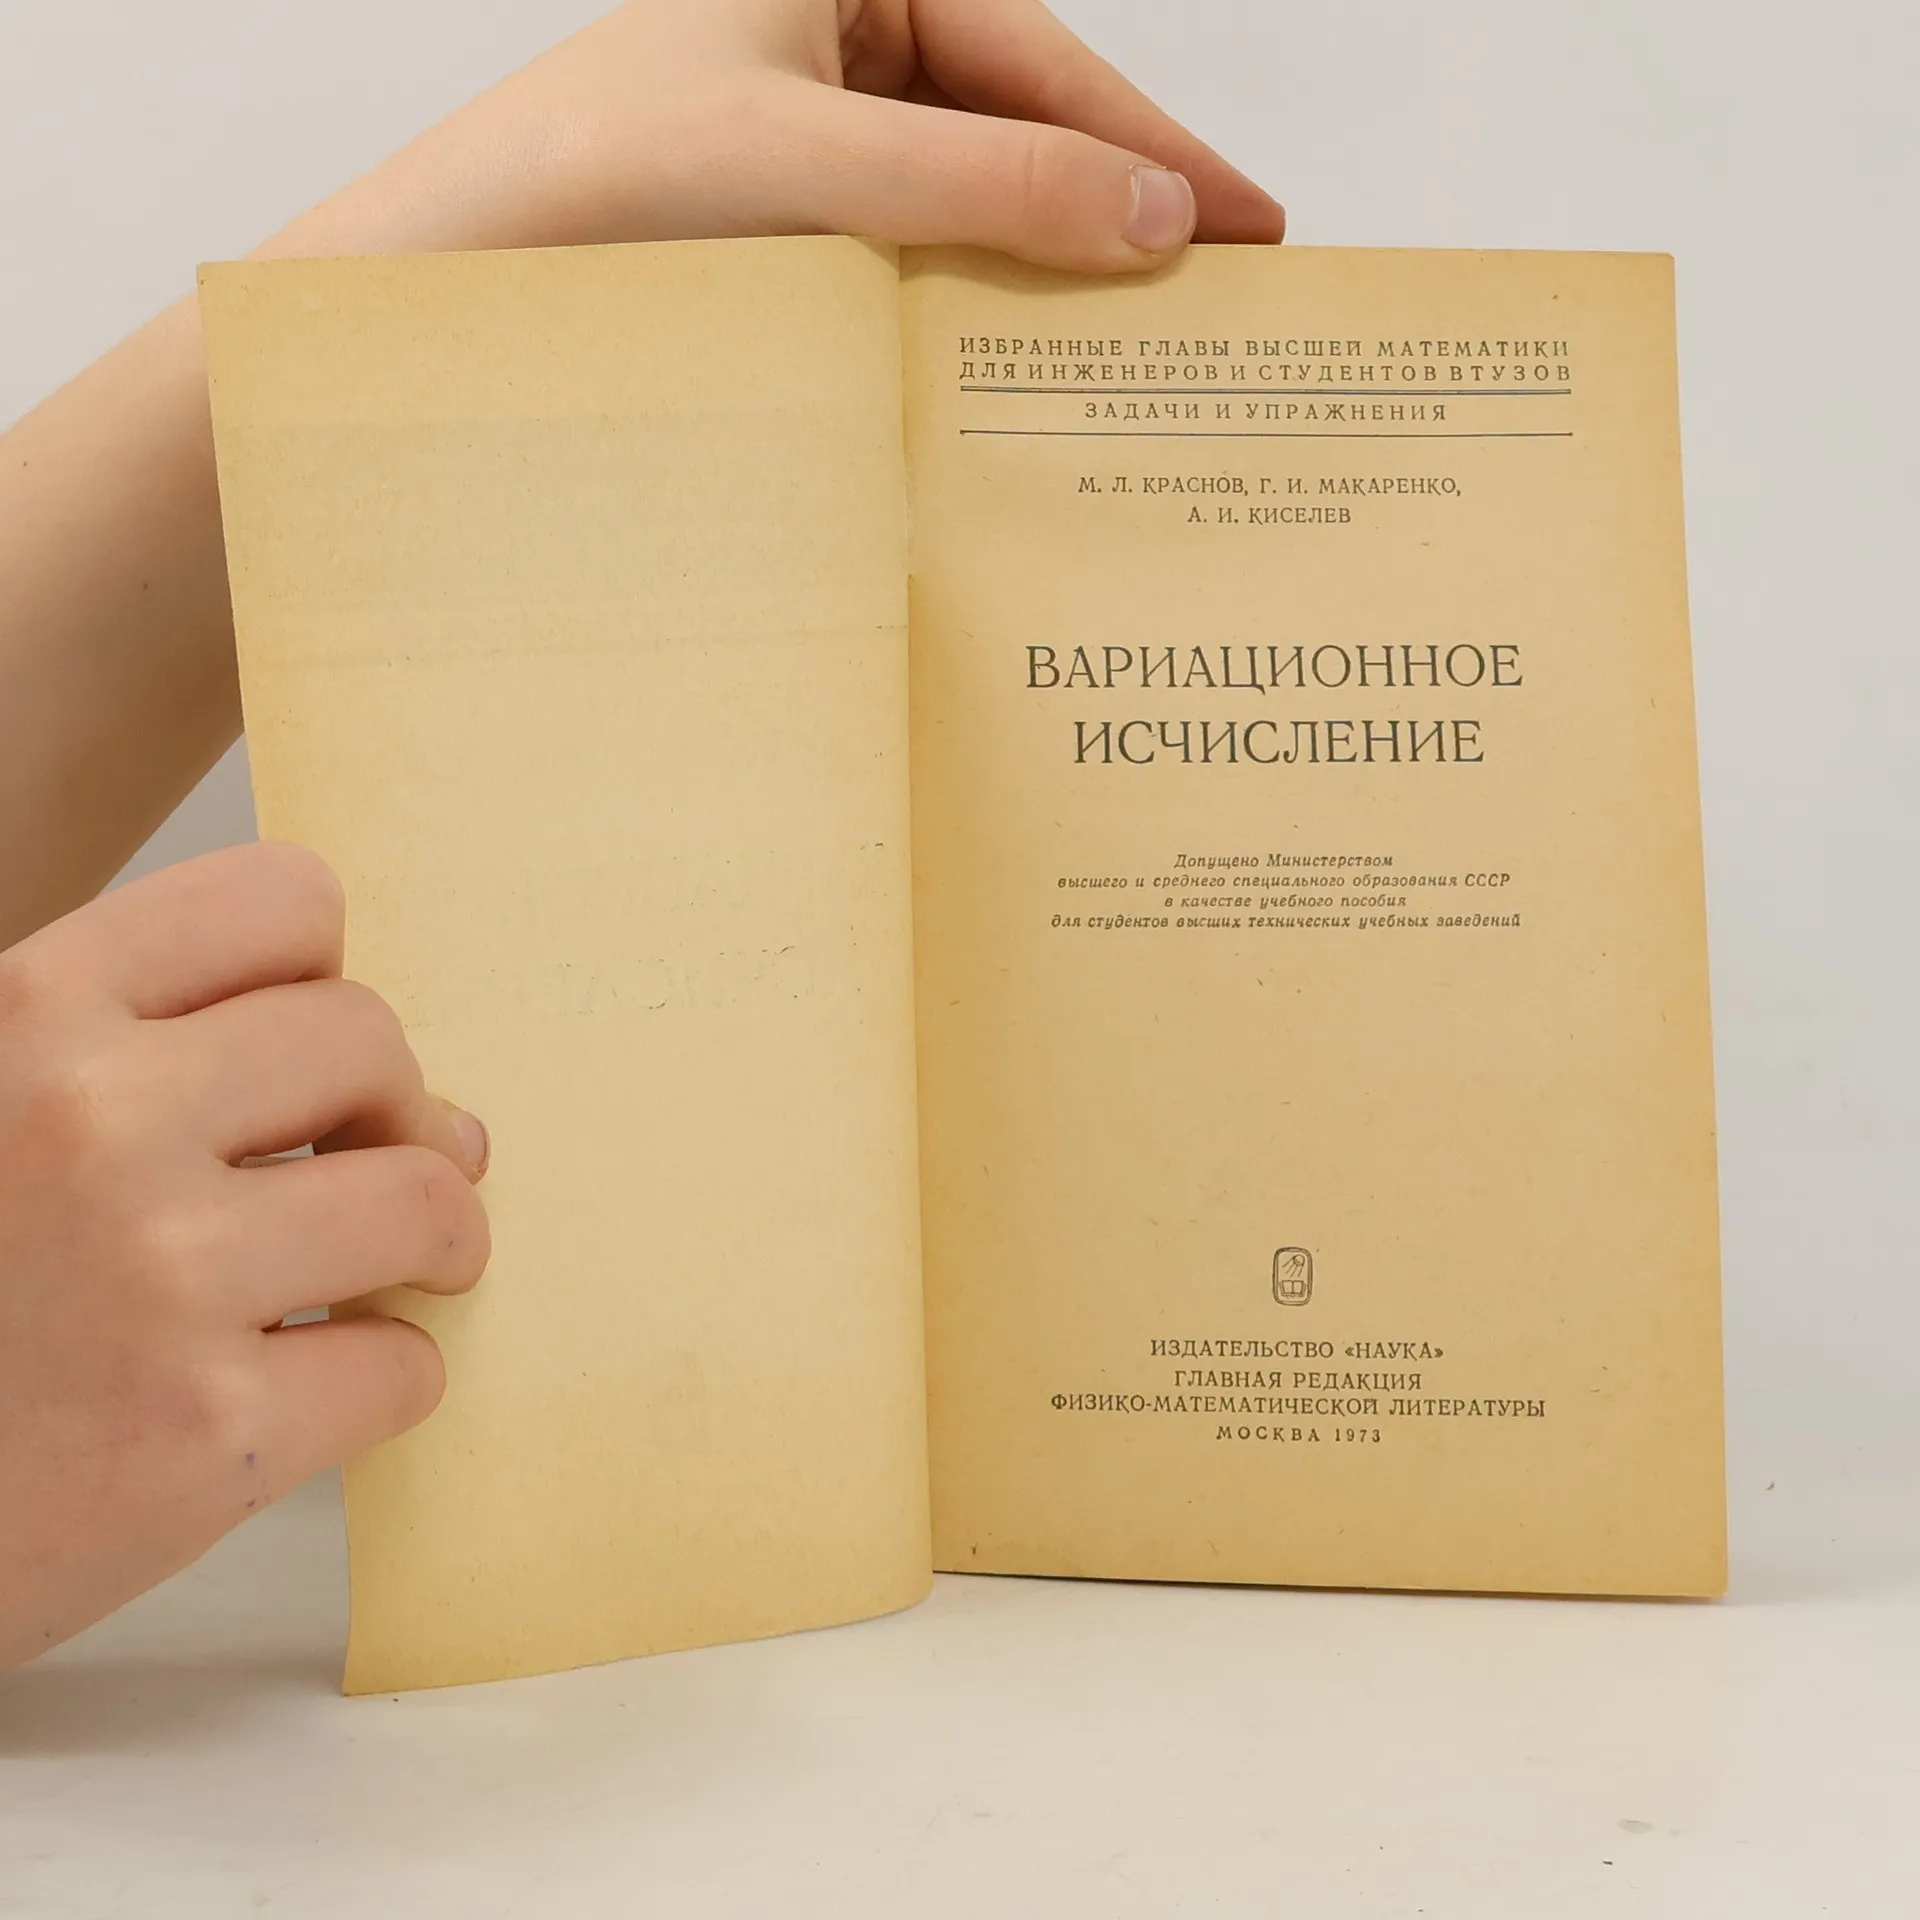 ИЗБРАННЫЕ ГЛАВЫ ВЫСШЕЙ МАТЕМАТИКИ
ДЛЯ ИНЖЕНЕРОВ И СТУДЕНТОВ ВТУЗОВ
ЗАДАЧИ И УПРАЖНЕНИЯ
М. Л. КРАСНОВ, Г. И. МАКАРЕНКО,
А. И. КИСЕЛЕВ
ВАРИАЦИОННОЕ
ИСЧИСЛЕНИЕ
Допущено Министерством
высшего и среднего специального образования СССР
в качестве учебного пособия
для студентов высших технических учебных заведений
ИЗДАТЕЛЬСТВО «НАУКА»
ГЛАВНАЯ РЕДАКЦИЯ
ФИЗИКО-МАТЕМАТИЧЕСКОЙ ЛИТЕРАТУРЫ
МОСКВА 1973